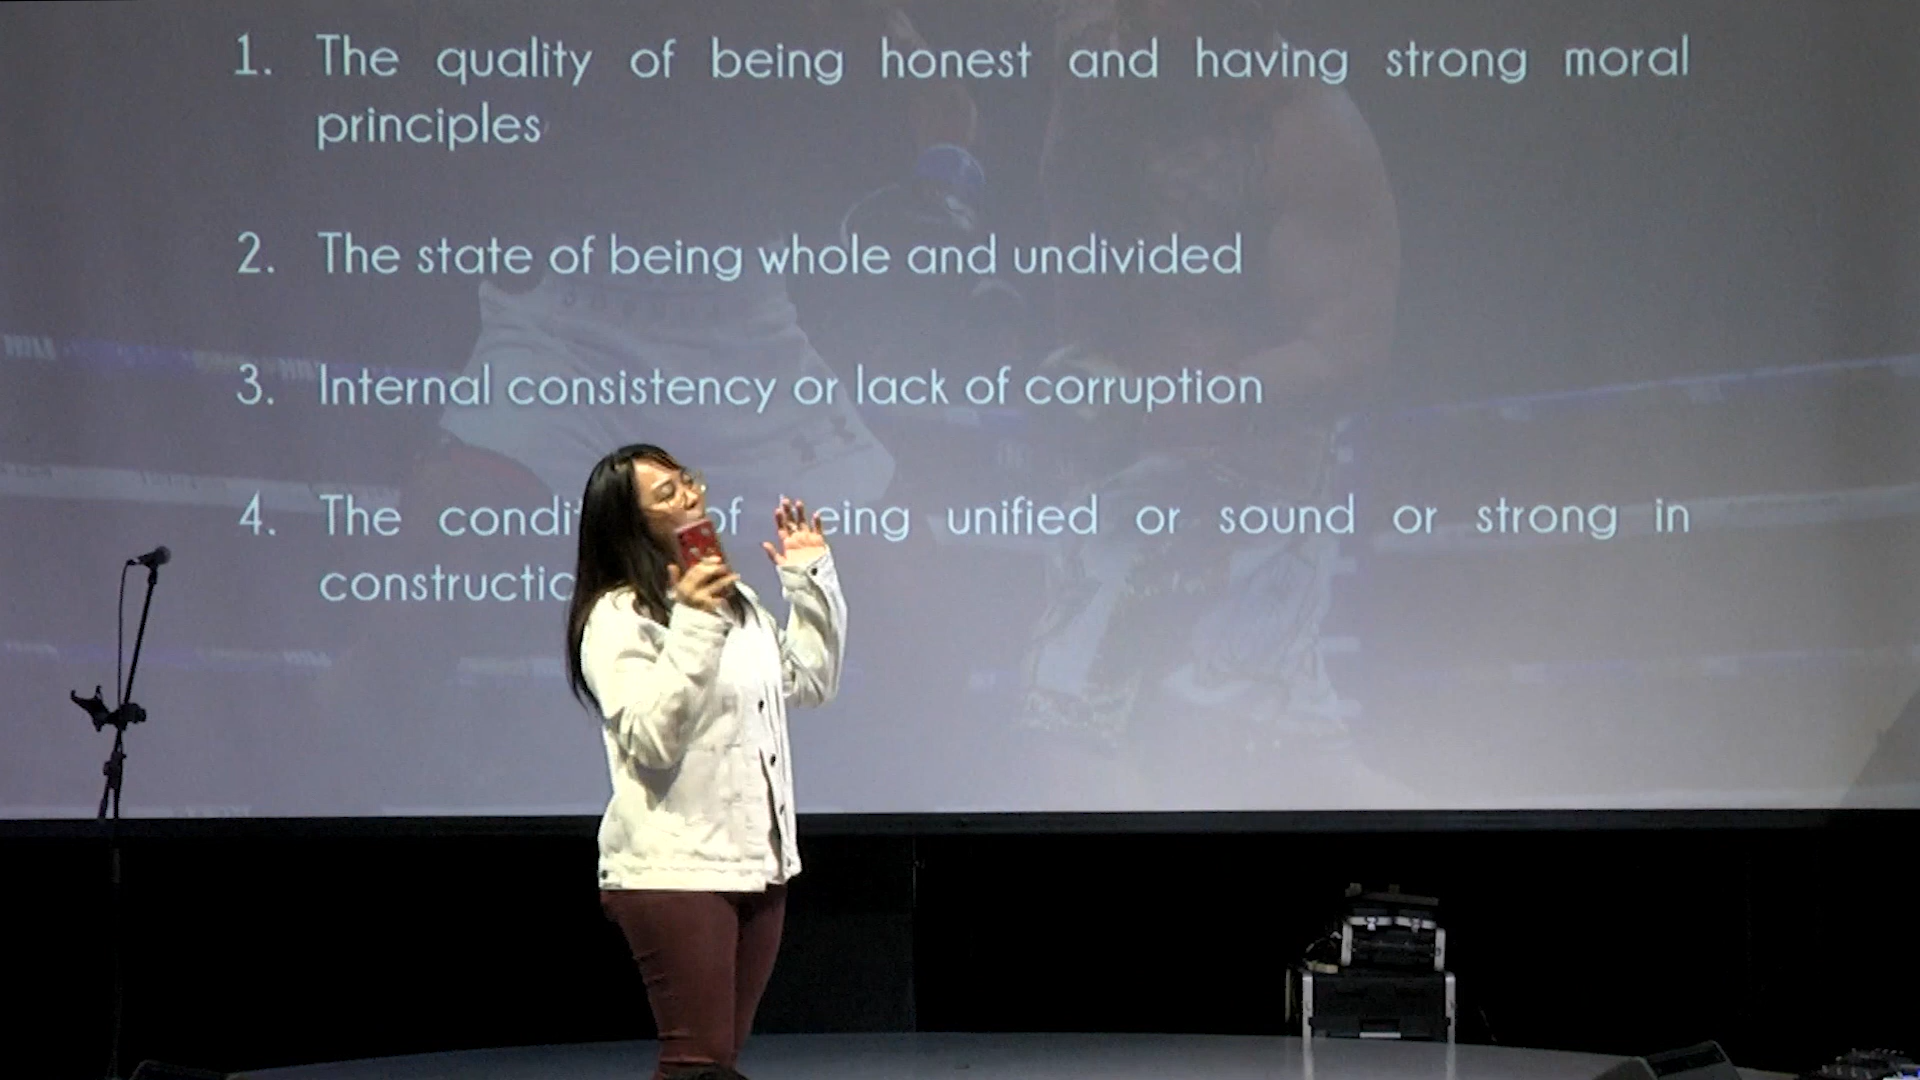 1. The quality of being honest and having strong moral
principles
2. The state of being whole and undivided
3. Internal consistency or lack of corruption
4. The of unified or sound or strong in